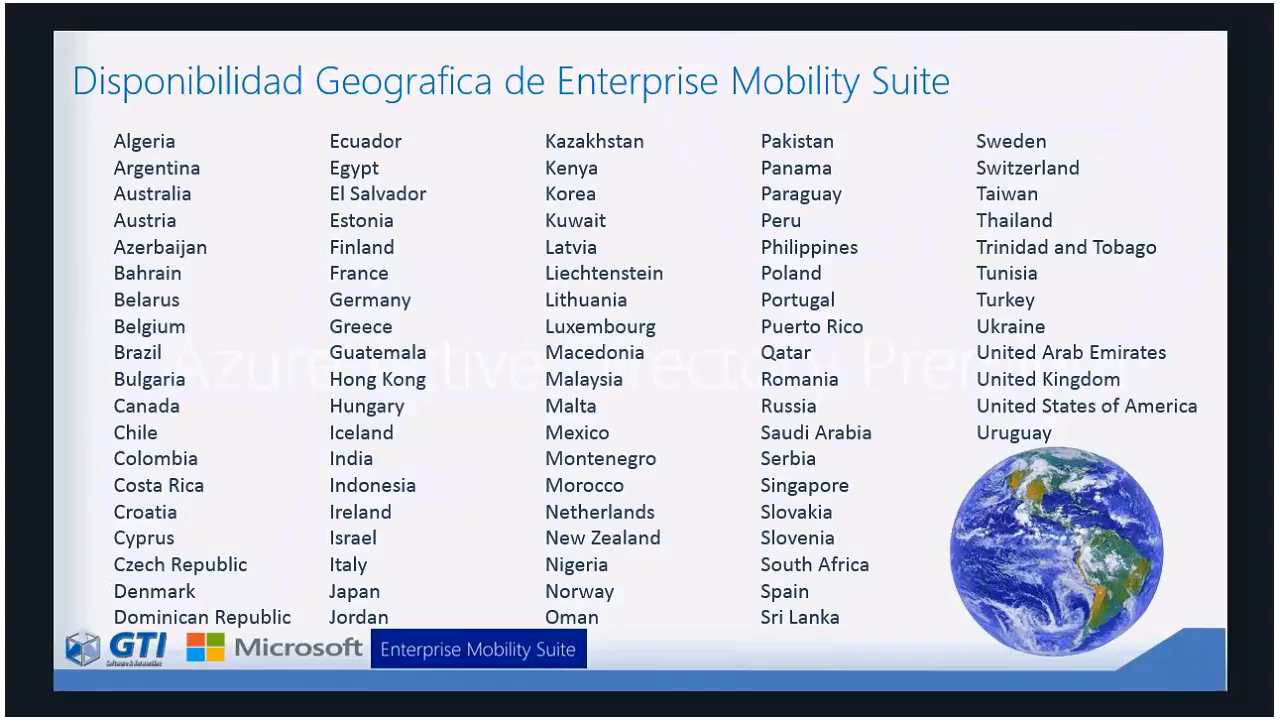 Disponibilidad Geografica de Enterprise Mobility Suite
Algeria
Argentina
Australia
Austria
Azerbaijan
Bahrain
Belarus
Belgium
Brazil
Bulgaria
Canada
Chile
Colombia
Costa Rica
Croatia
Cyprus
Czech Republic
Denmark
Dominican Republic
Ecuador
Egypt
El Salvador
Estonia
Finland
France
Germany
Greece
Guatemala
Hong Kong
Hungary
Iceland
India
Indonesia
Ireland
Israel
Italy
Japan
Jordan
Kazakhstan
Kenya
Korea
Kuwait
Latvia
Liechtenstein
Lithuania
Luxembourg
Macedonia
Malaysia
Malta
Mexico
Montenegro
Morocco
Netherlands
New Zealand
Nigeria
Norway
Oman
Pakistan
Panama
Paraguay
Peru
Philippines
Poland
Portugal
Puerto Rico
Qatar
Romania
Russia
Saudi Arabia
Serbia
Singapore
Slovakia
Slovenia
South Africa
Spain
Sri Lanka
Sweden
Switzerland
Taiwan
Thailand
Trinidad and Tobago
Tunisia
Turkey
Ukraine
United Arab Emirates
United Kingdom
United States of America
Uruguay
GTI
Software & Networking
Microsoft
Enterprise Mobility Suite